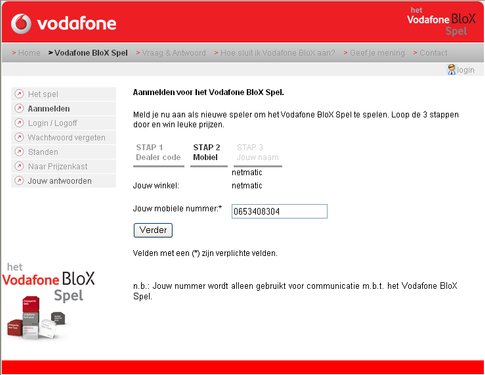 vodafone
het
Vodafone BloX
Spel
> Home > Vodafone BloX Spel > Vraag & Antwoord > Hoe sluit ik Vodafone BloX aan? > Geef je mening > Contact
login
Het spel
Aanmelden
Login / Logoff
Wachtwoord vergeten
Standen
Naar Prijzenkast
Jouw antwoorden
Aanmelden voor het Vodafone BloX Spel.
Meld je nu aan als nieuwe speler om het Vodafone BloX Spel te spelen. Loop de 3 stappen
door en win leuke prijzen.
STAP 1 STAP 2 STAP 3
Dealer code Mobiel Jouw naam
netmatic
Jouw winkel: netmatic
Jouw mobiele nummer:* 0653408304
Verder
Velden met een (*) zijn verplichte velden.
n.b.: Jouw nummer wordt alleen gebruikt voor communicatie m.b.t. het Vodafone BloX
Spel.
het
Vodafone BloX
Spel